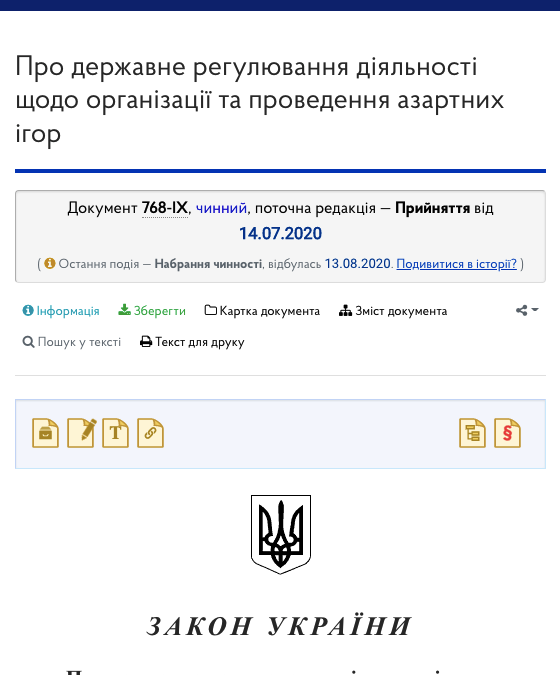 Про державне регулювання діяльності
щодо організації та проведення азартних
ігор
Документ 768-IX, чинний, поточна редакція — Прийняття від
14.07.2020
( Остання подія — Набрання чинності, відбулась 13.08.2020. Подивитися в історії? )
Інформація Зберегти Картка документа Зміст документа
Пошук у тексті Текст для друку
ЗАКОН УКРАЇНИ